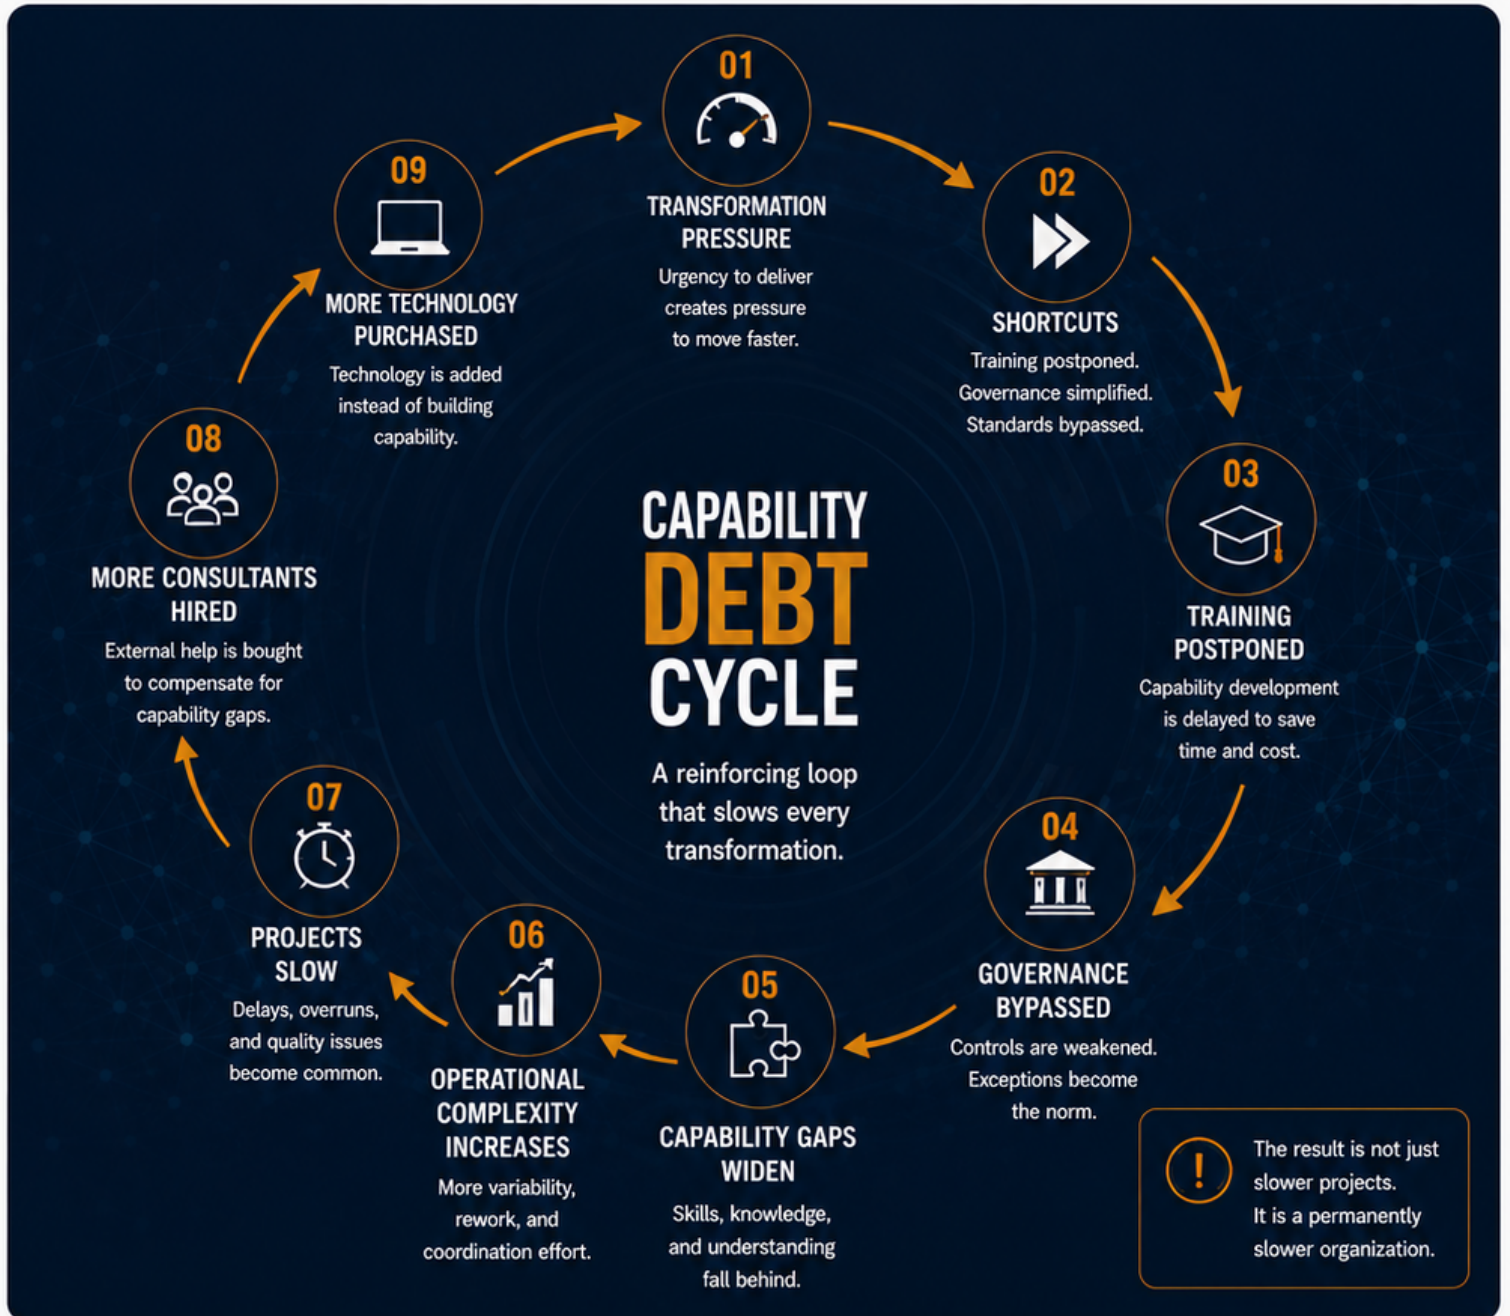 01
TRANSFORMATION
PRESSURE
Urgency to deliver
creates pressure
to move faster.
02
SHORTCUTS
Training postponed.
Governance simplified.
Standards bypassed.
03
TRAINING
POSTPONED
Capability development
is delayed to save
time and cost.
04
GOVERNANCE
BYPASSED
Controls are weakened.
Exceptions become
the norm.
05
CAPABILITY GAPS
WIDEN
Skills, knowledge,
and understanding
fall behind.
06
OPERATIONAL
COMPLEXITY
INCREASES
More variability,
rework, and
coordination effort.
07
PROJECTS
SLOW
Delays, overruns,
and quality issues
become common.
08
MORE CONSULTANTS
HIRED
External help is bought
to compensate for
capability gaps.
09
MORE TECHNOLOGY
PURCHASED
Technology is added
instead of building
capability.
CAPABILITY
DEBT
CYCLE
A reinforcing loop
that slows every
transformation.
!
The result is not just
slower projects.
It is a permanently
slower organization.